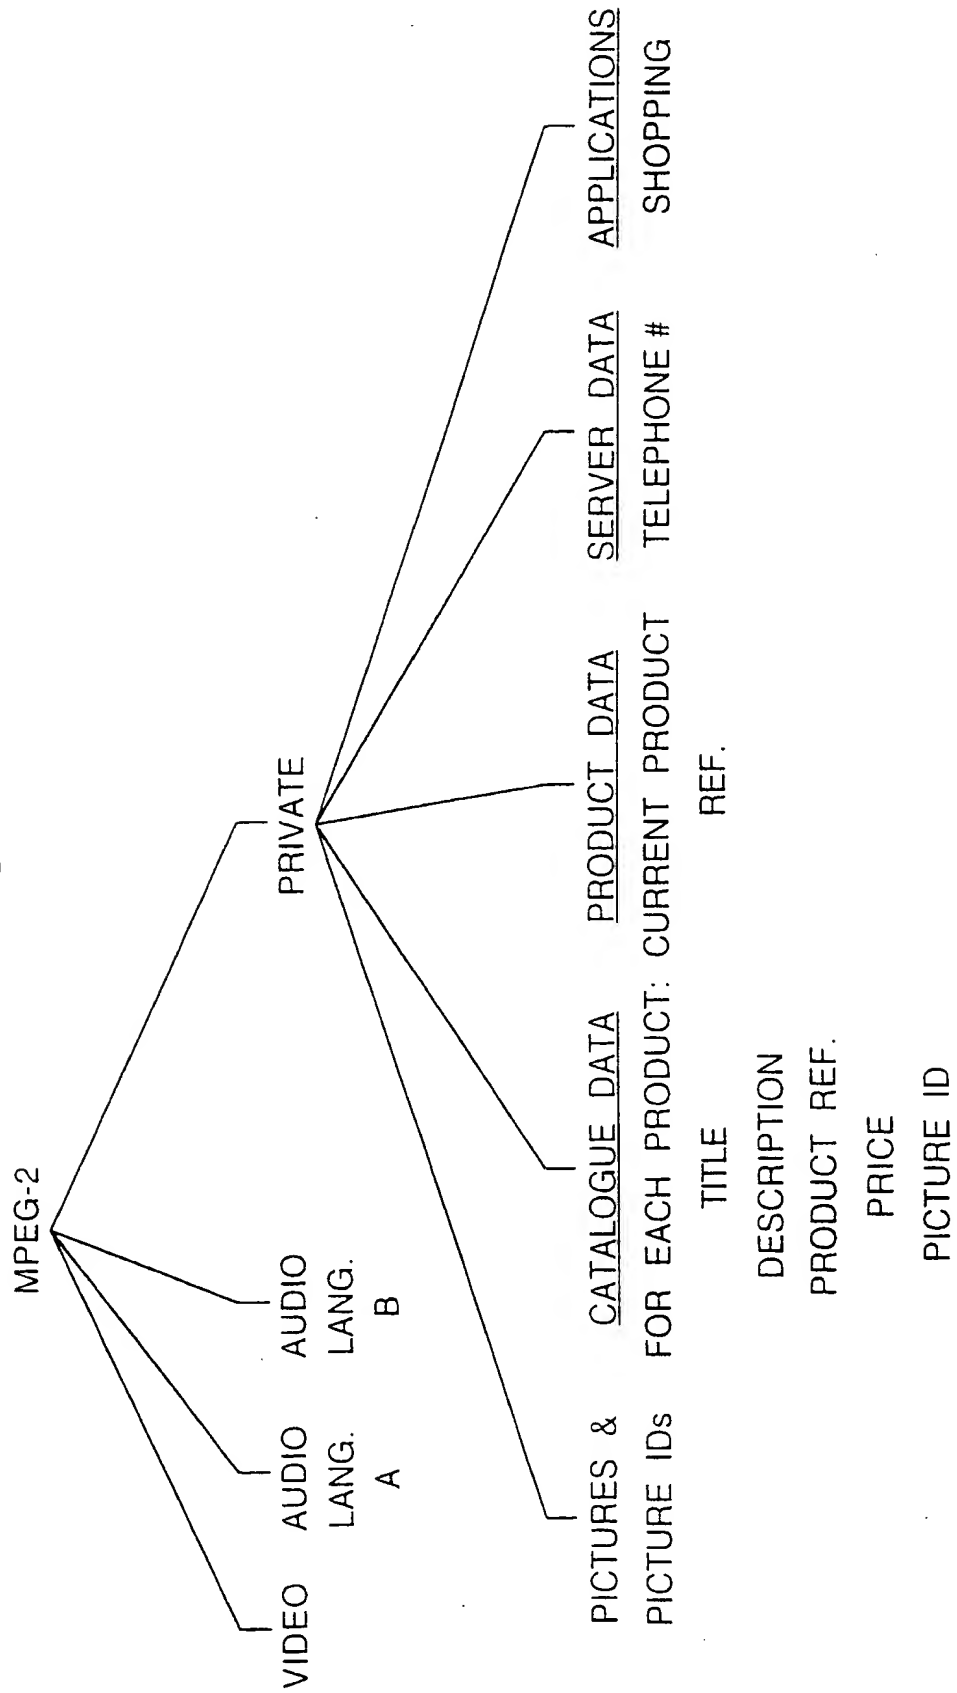 MPEG-2
VIDEO
AUDIO
LANG.
A
AUDIO
LANG.
B
PRIVATE
PICTURES &
PICTURE IDs
CATALOGUE DATA
FOR EACH PRODUCT:
TITLE
DESCRIPTION
PRODUCT REF.
PRICE
PICTURE ID
PRODUCT DATA
CURRENT PRODUCT
REF.
SERVER DATA
TELEPHONE #
APPLICATIONS
SHOPPING